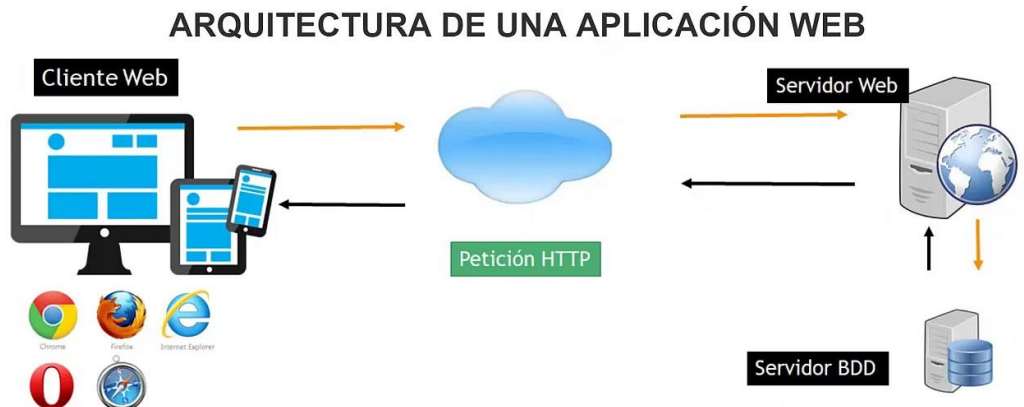 ARQUITECTURA DE UNA APLICACIÓN WEB
Cliente Web
Servidor Web
Petición HTTP
Chrome
Firefox
Internet Explorer
Servidor BDD